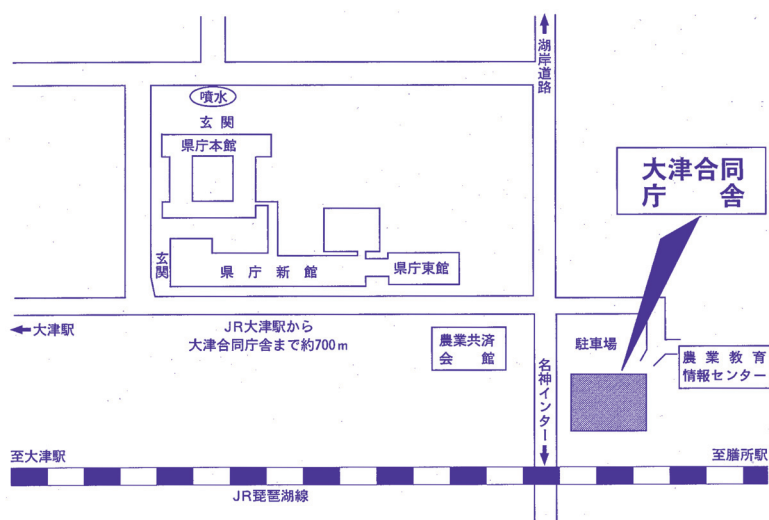 湖岸道路
噴水
玄関
県庁本館
大津合同
庁舎
玄関
県庁新館
県庁東館
大津駅
JR大津駅から
大津合同庁舎まで約700m
農業共済
会館
駐車場
農業教育
情報センター
名神インター
至大津駅
至膳所駅
JR琵琶湖線